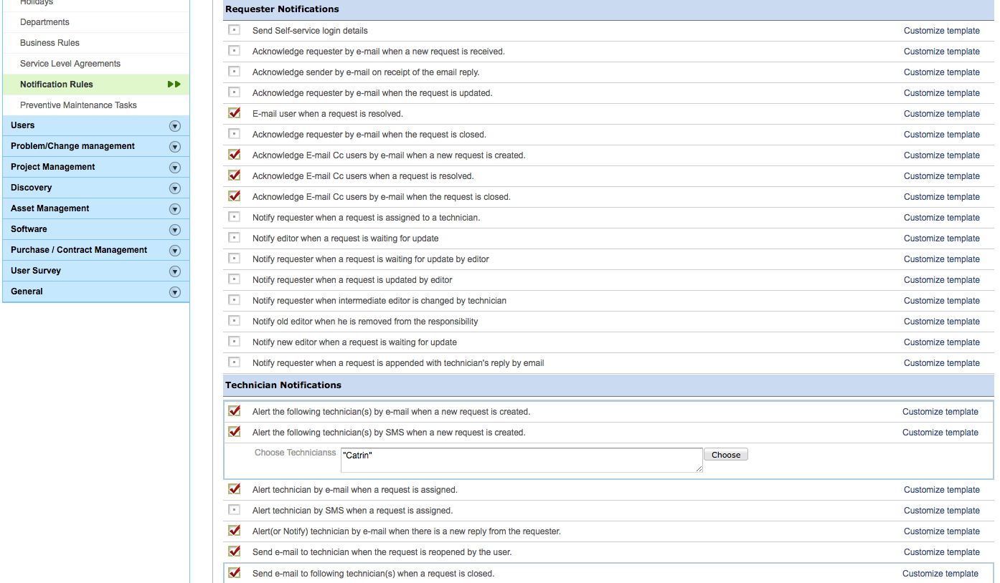 Holidays
Departments
Business Rules
Service Level Agreements
Notification Rules
Preventive Maintenance Tasks
Users
Problem/Change management
Project Management
Discovery
Asset Management
Software
Purchase / Contract Management
User Survey
General
Requester Notifications
Send Self-service login details Customize template
Acknowledge requester by e-mail when a new request is received. Customize template
Acknowledge sender by e-mail on receipt of the email reply. Customize template
Acknowledge requester by e-mail when the request is updated. Customize template
E-mail user when a request is resolved. Customize template
Acknowledge requester by e-mail when the request is closed. Customize template
Acknowledge E-mail Cc users by e-mail when a new request is created. Customize template
Acknowledge E-mail Cc users when a request is resolved. Customize template
Acknowledge E-mail Cc users by e-mail when the request is closed. Customize template
Notify requester when a request is assigned to a technician. Customize template
Notify editor when a request is waiting for update Customize template
Notify requester when a request is waiting for update by editor Customize template
Notify requester when a request is updated by editor Customize template
Notify requester when intermediate editor is changed by technician Customize template
Notify old editor when he is removed from the responsibility Customize template
Notify new editor when a request is waiting for update Customize template
Notify requester when a request is appended with technician's reply by email Customize template
Technician Notifications
Alert the following technician(s) by e-mail when a new request is created. Customize template
Alert the following technician(s) by SMS when a new request is created. Customize template
Choose Technicianss "Catrin" Choose
Alert technician by e-mail when a request is assigned. Customize template
Alert technician by SMS when a request is assigned. Customize template
Alert(or Notify) technician by e-mail when there is a new reply from the requester. Customize template
Send e-mail to technician when the request is reopened by the user. Customize template
Send e-mail to following technician(s) when a request is closed. Customize template